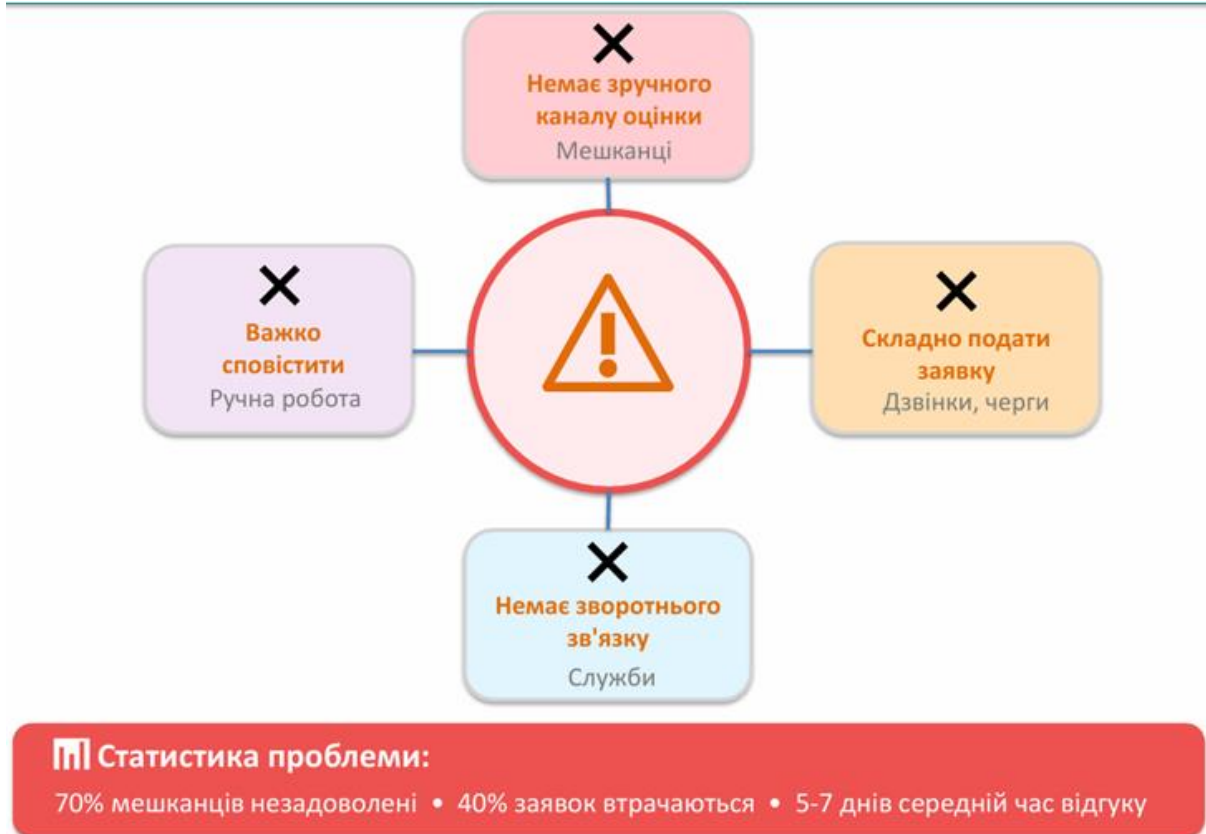 Немає зручного
каналу оцінки
Мешканці
Важко
сповістити
Ручна робота
Складно подати
заявку
Дзвінки, черги
Немає зворотнього
зв'язку
Служби
Статистика проблеми:
70% мешканців незадоволені • 40% заявок втрачаються • 5-7 днів середній час відгуку